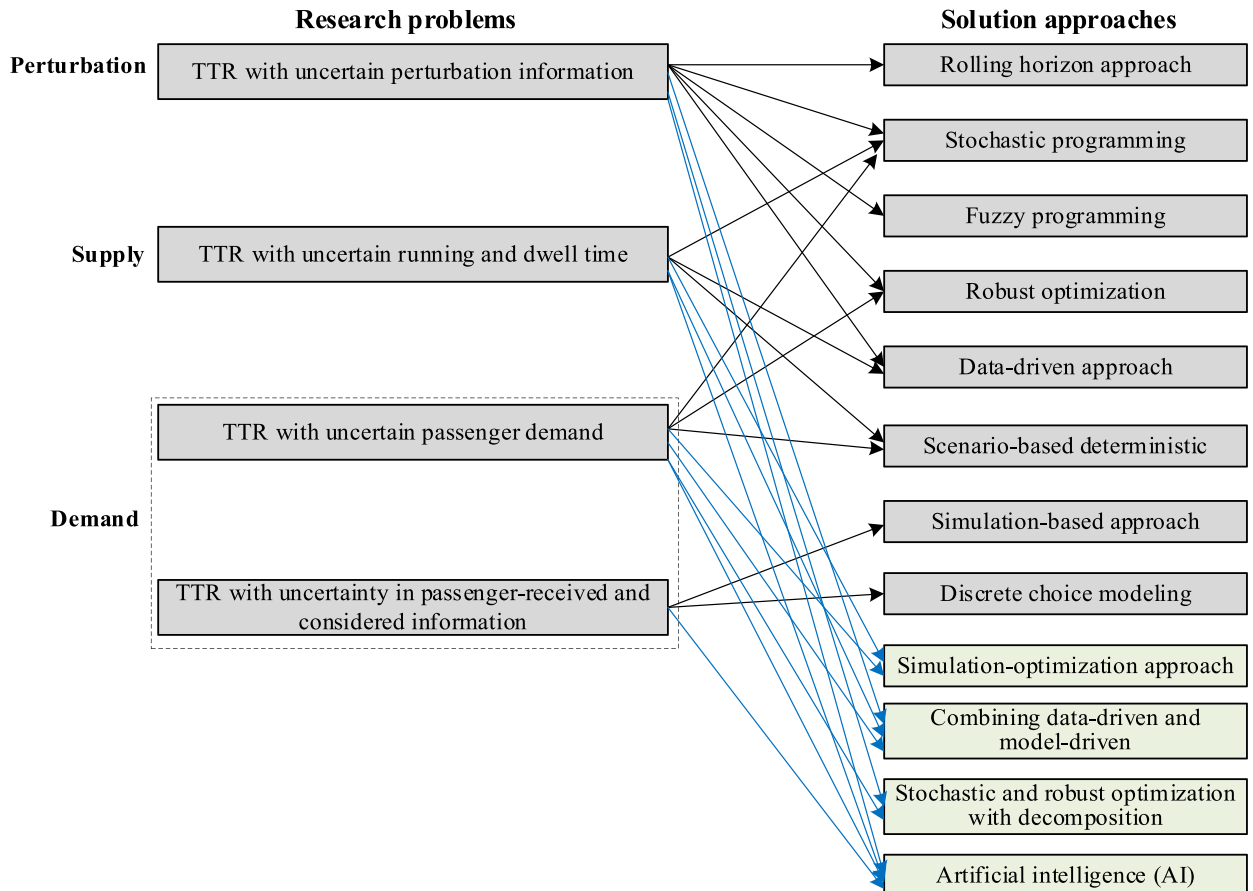 Research problems
Solution approaches
Perturbation
TTR with uncertain perturbation information
Rolling horizon approach
Stochastic programming
Fuzzy programming
Supply
TTR with uncertain running and dwell time
Robust optimization
Data-driven approach
TTR with uncertain passenger demand
Scenario-based deterministic
Demand
Simulation-based approach
TTR with uncertainty in passenger-received and
considered information
Discrete choice modeling
Simulation-optimization approach
Combining data-driven and
model-driven
Stochastic and robust optimization
with decomposition
Artificial intelligence (AI)